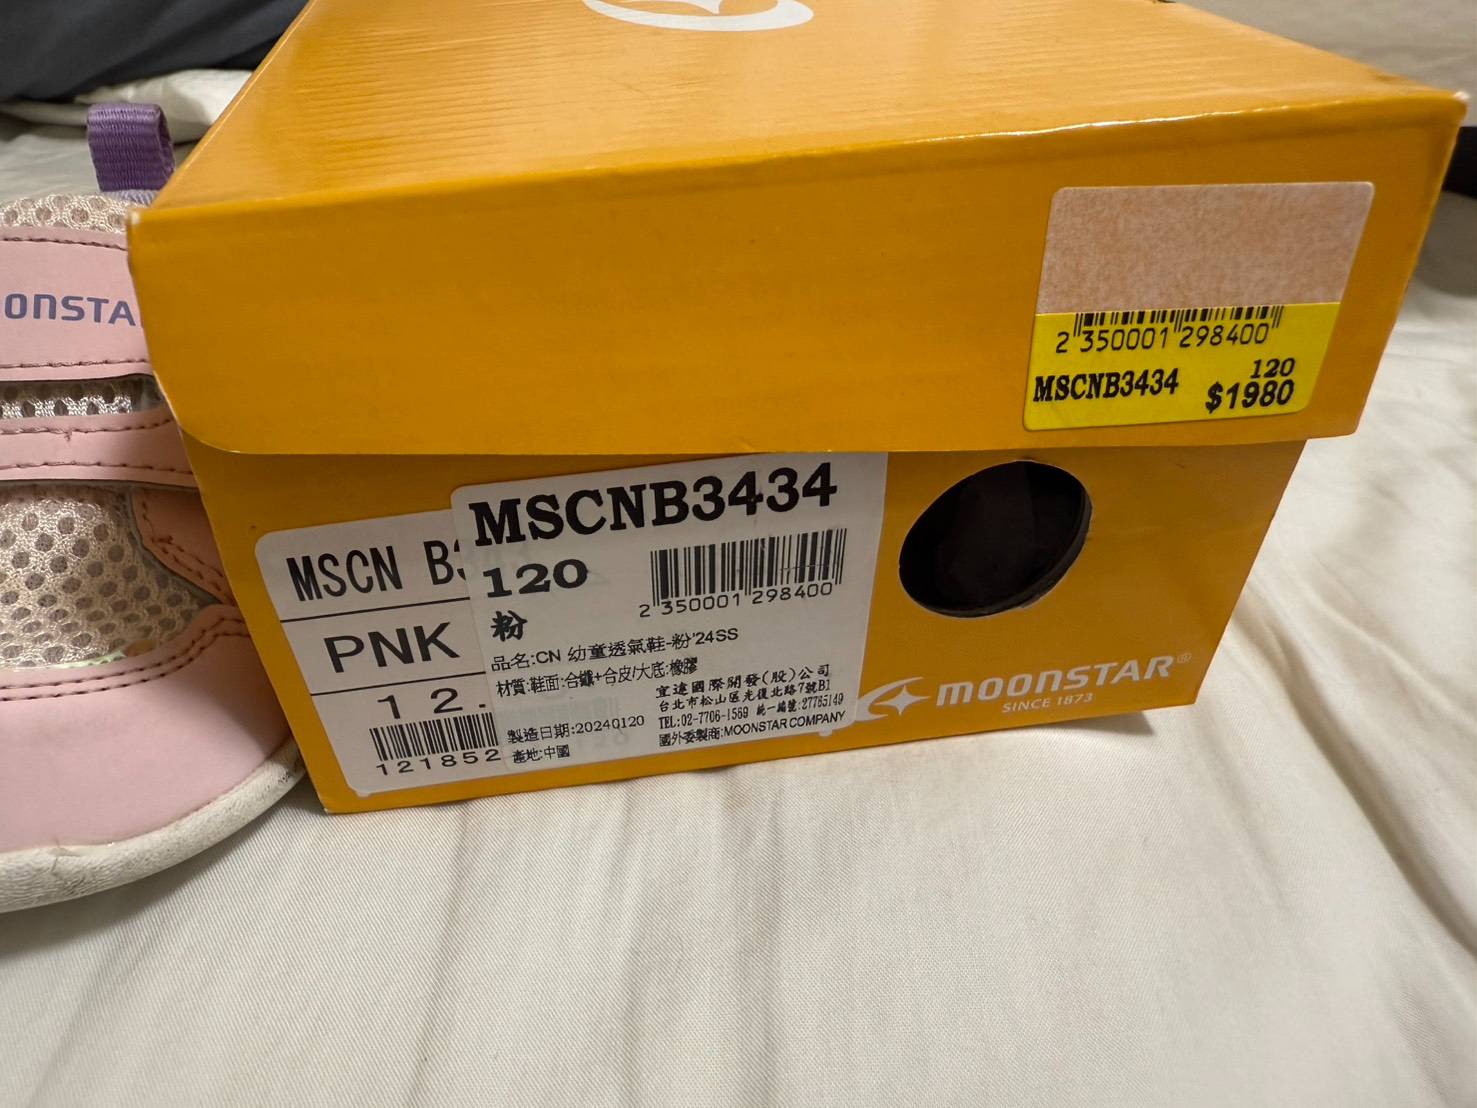 ONSTA
2 350001 298400
120
MSCNB3434
$1980
MSCN B3
PNK
12.
121852
MSCNB3434
120
粉
2 350001 298400
品名:CN 幼童透氣鞋-粉'24SS
材質:鞋面:合纖+合皮/大底:橡膠
製造日期:20240120
產地:中國
宜達國際開發(股)公司
台北市松山區光復北路7號B1
TEL:02-7706-1569 統一編號:27785149
國外委製商:MOONSTAR COMPANY
MOONSTAR®
SINCE 1873